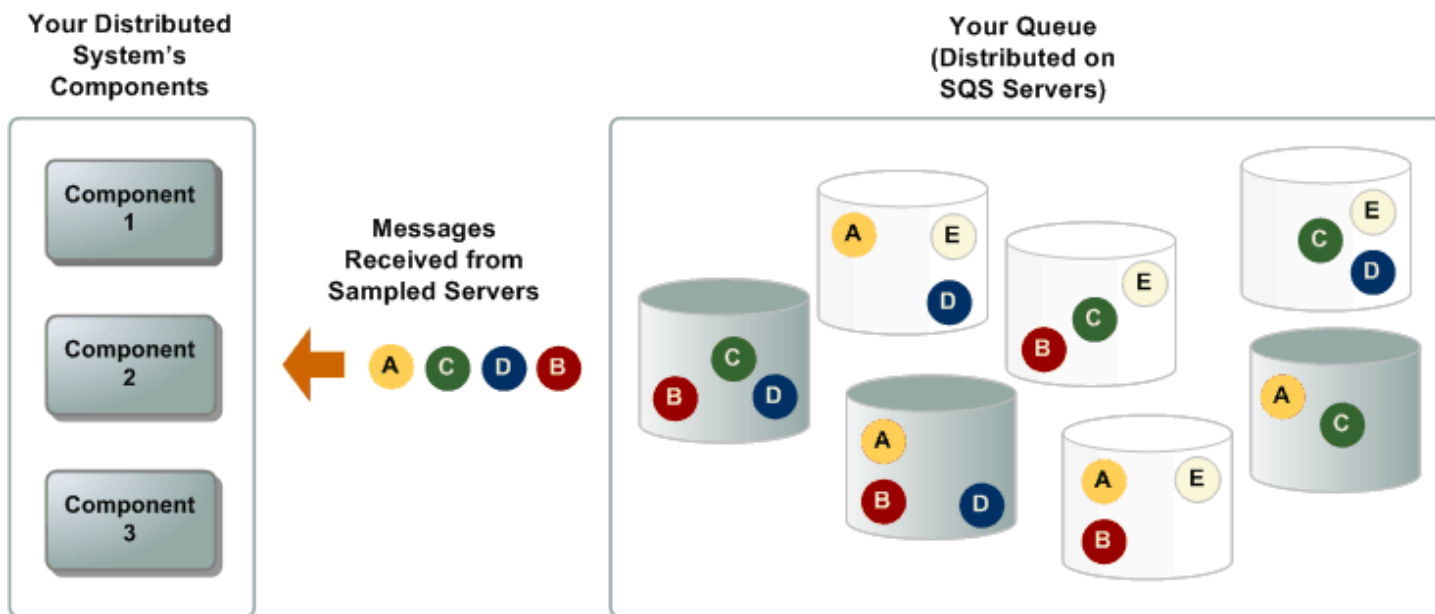 Your Distributed
System's
Components
Component
1
Component
2
Component
3
Messages
Received from
Sampled Servers
A C D B
Your Queue
(Distributed on
SQS Servers)
A E
D
E
C
B
E
C
D
C
B D
A
B D
A E
B
A
C